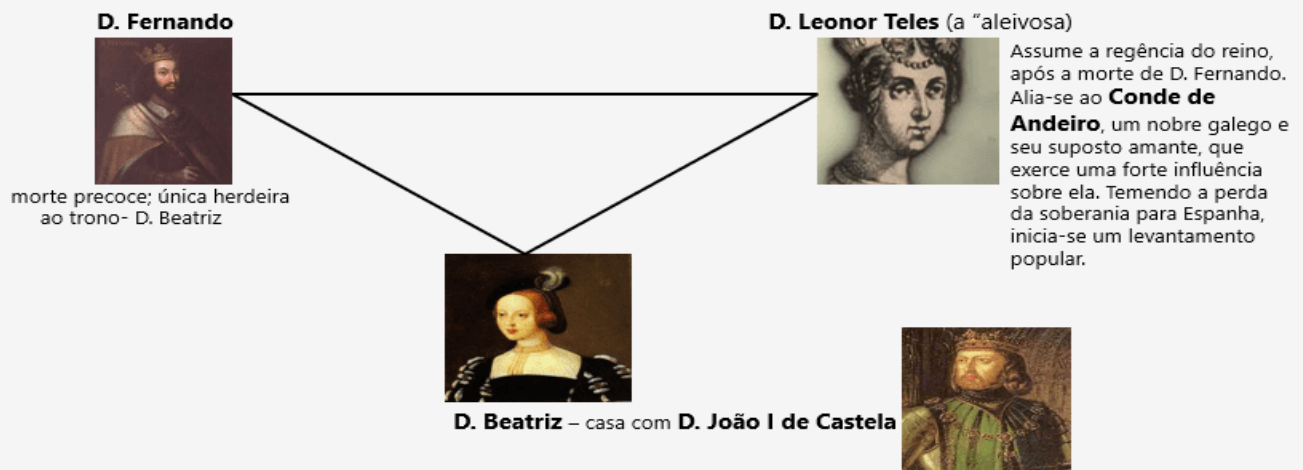 D. Fernando
morte precoce; única herdeira
ao trono- D. Beatriz
D. Leonor Teles (a “aleivosa)
Assume a regência do reino,
após a morte de D. Fernando.
Alia-se ao Conde de
Andeiro, um nobre galego e
seu suposto amante, que
exerce uma forte influência
sobre ela. Temendo a perda
da soberania para Espanha,
inicia-se um levantamento
popular.
D. Beatriz – casa com D. João I de Castela